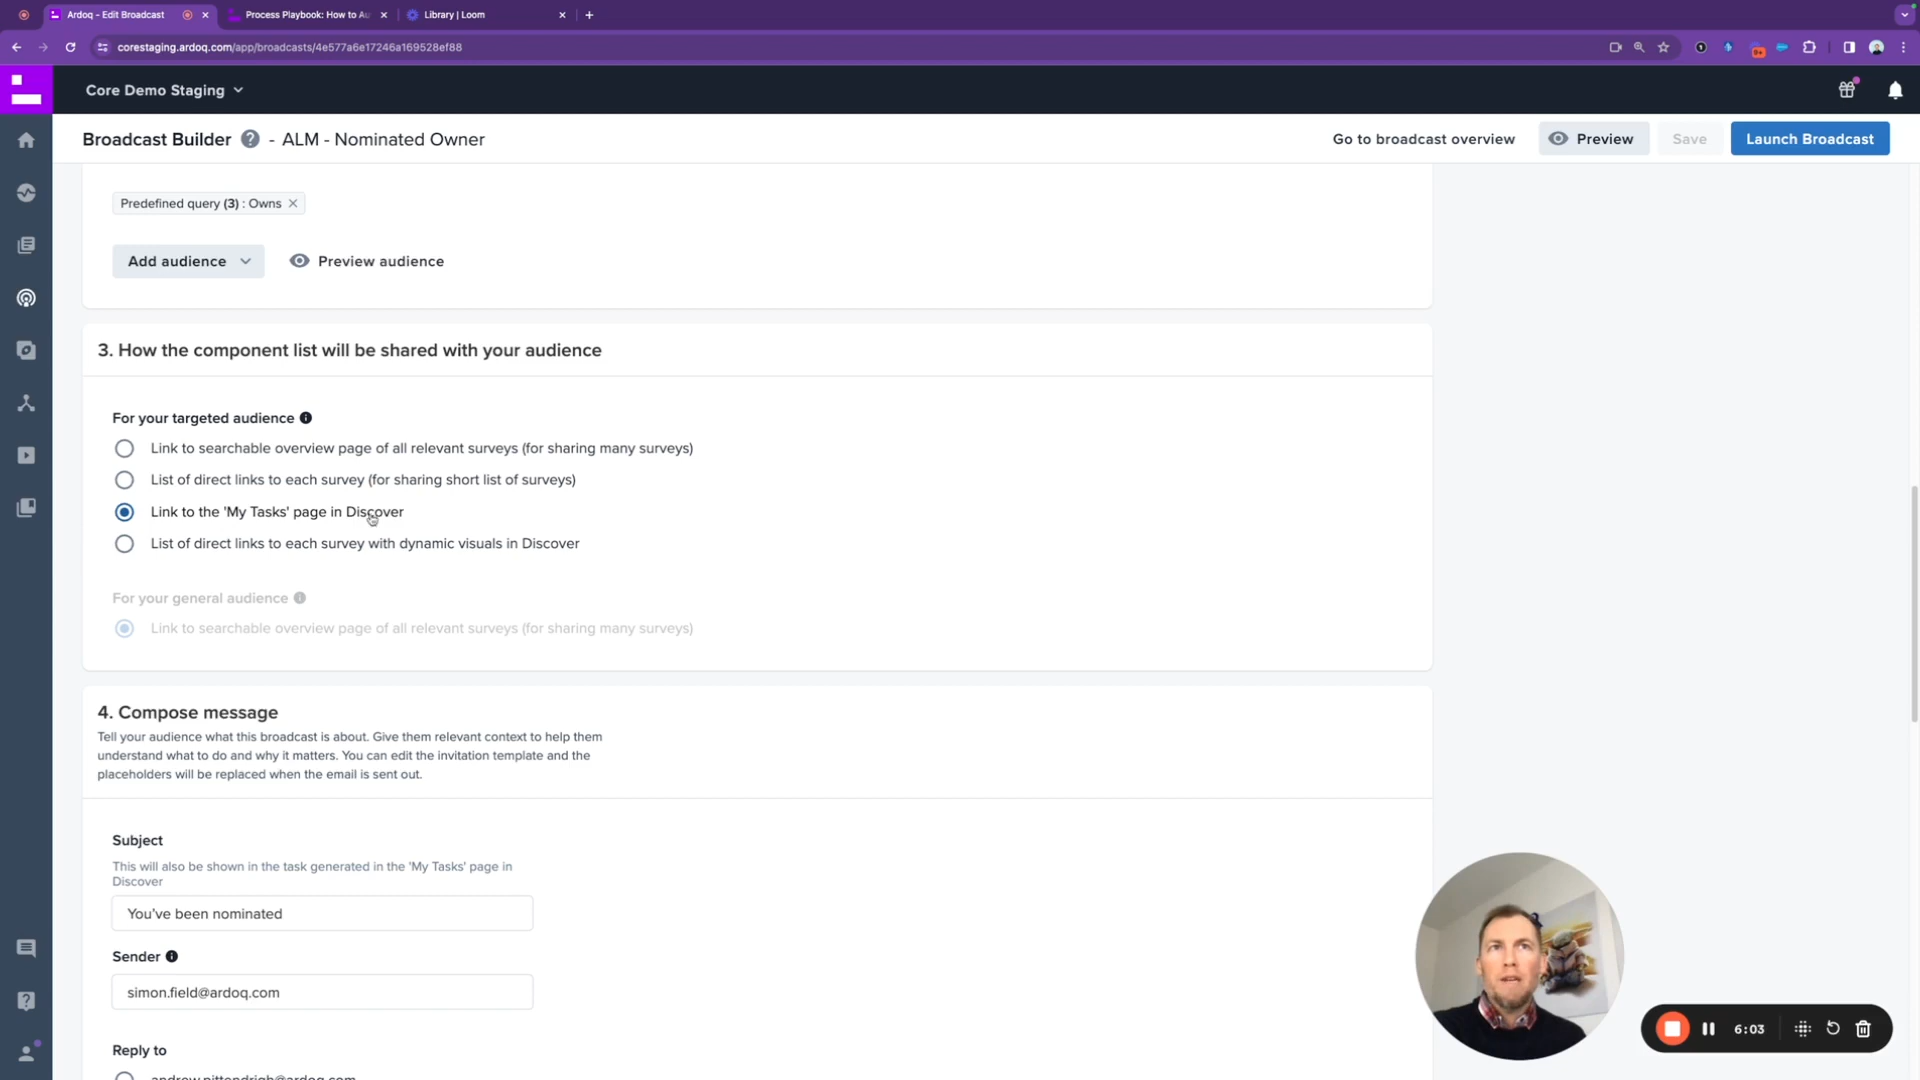 Ardoq - Edit Broadcast
Process Playbook: How to Au
Library | Loom
corestaging.ardoq.com/app/broadcasts/4e577a6e17246a169528ef88
Core Demo Staging
Broadcast Builder ? - ALM - Nominated Owner
Go to broadcast overview
Preview
Save
Launch Broadcast
Predefined query (3) : Owns
Add audience
Preview audience
3. How the component list will be shared with your audience
For your targeted audience
Link to searchable overview page of all relevant surveys (for sharing many surveys)
List of direct links to each survey (for sharing short list of surveys)
Link to the 'My Tasks' page in Discover
List of direct links to each survey with dynamic visuals in Discover
For your general audience
Link to searchable overview page of all relevant surveys (for sharing many surveys)
4. Compose message
Tell your audience what this broadcast is about. Give them relevant context to help them
understand what to do and why it matters. You can edit the invitation template and the
placeholders will be replaced when the email is sent out.
Subject
This will also be shown in the task generated in the 'My Tasks' page in
Discover
You've been nominated
Sender
simon.field@ardoq.com
Reply to
andrew.pittendrigh@ardoq.com
6:03